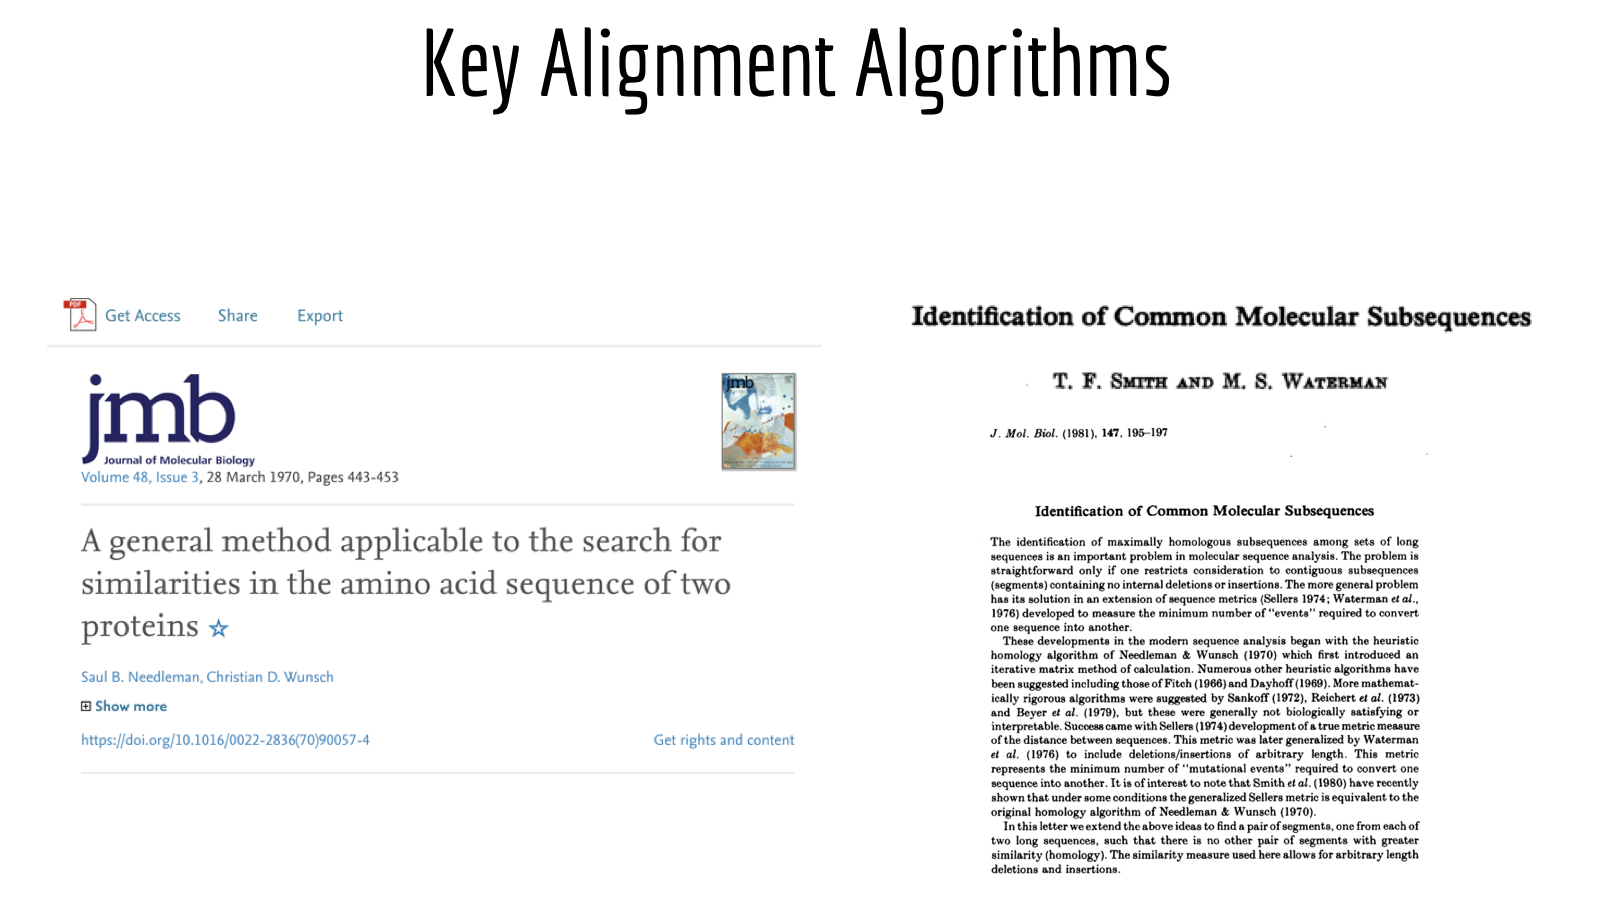 Key Alignment Algorithms
PDF
Get Access Share Export
jmb
Journal of Molecular Biology
jmb
Volume 48, Issue 3, 28 March 1970, Pages 443-453
A general method applicable to the search for
similarities in the amino acid sequence of two
proteins ☆
Saul B. Needleman, Christian D. Wunsch
Show more
https://doi.org/10.1016/0022-2836(70)90057-4 Get rights and content
Identification of Common Molecular Subsequences
T. F. SMITH AND M. S. WATERMAN
J. Mol. Biol. (1981), 147, 195–197
Identification of Common Molecular Subsequences
The identification of maximally homologous subsequences among sets of long
sequences is an important problem in molecular sequence analysis. The problem is
straightforward only if one restricts consideration to contiguous subsequences
(segments) containing no internal deletions or insertions. The more general problem
has its solution in an extension of sequence metrics (Sellers 1974; Waterman et al.,
1976) developed to measure the minimum number of "events" required to convert
one sequence into another.
These developments in the modern sequence analysis began with the heuristic
homology algorithm of Needleman & Wunsch (1970) which first introduced an
iterative matrix method of calculation. Numerous other heuristic algorithms have
been suggested including those of Fitch (1966) and Dayhoff (1969). More mathemat-
ically rigorous algorithms were suggested by Sankoff (1972), Reichert et al. (1973)
and Beyer et al. (1979), but these were generally not biologically satisfying or
interpretable. Success came with Sellers (1974) development of a true metric measure
of the distance between sequences. This metric was later generalized by Waterman
et al. (1976) to include deletions/insertions of arbitrary length. This metric
represents the minimum number of "mutational events" required to convert one
sequence into another. It is of interest to note that Smith et al. (1980) have recently
shown that under some conditions the generalized Sellers metric is equivalent to the
original homology algorithm of Needleman & Wunsch (1970).
In this letter we extend the above ideas to find a pair of segments, one from each of
two long sequences, such that there is no other pair of segments with greater
similarity (homology). The similarity measure used here allows for arbitrary length
deletions and insertions.